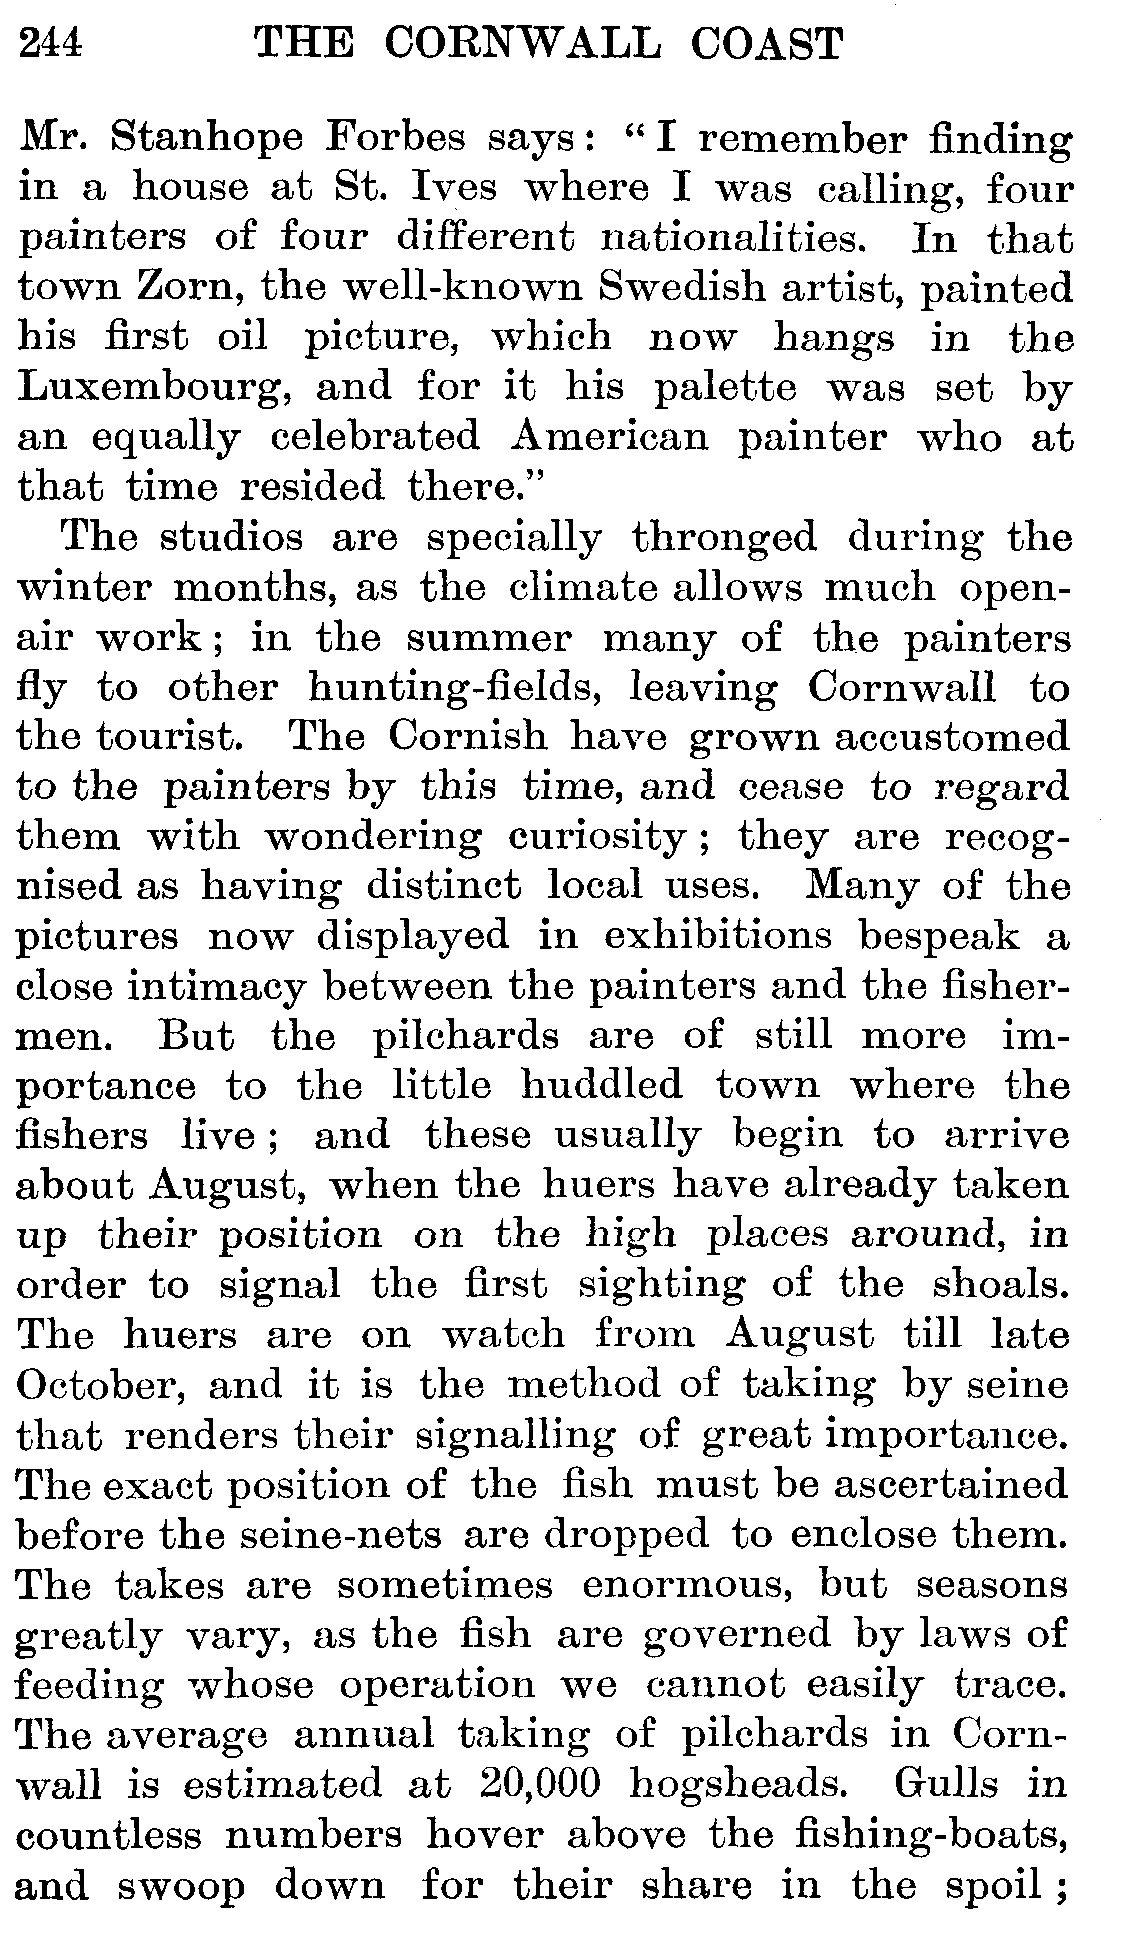 244 THE CORNWALL COAST
Mr. Stanhope Forbes says: “I remember finding
in a house at St. Ives where I was calling, four
painters of four different nationalities. In that
town Zorn, the well-known Swedish artist, painted
his first oil picture, which now hangs in the
Luxembourg, and for it his palette was set by
an equally celebrated American painter who at
that time resided there.”
The studios are specially thronged during the
winter months, as the climate allows much open-
air work; in the summer many of the painters
fly to other hunting-fields, leaving Cornwall to
the tourist. The Cornish have grown accustomed
to the painters by this time, and cease to regard
them with wondering curiosity; they are recog-
nised as having distinct local uses. Many of the
pictures now displayed in exhibitions bespeak a
close intimacy between the painters and the fisher-
men. But the pilchards are of still more im-
portance to the little huddled town where the
fishers live; and these usually begin to arrive
about August, when the huers have already taken
up their position on the high places around, in
order to signal the first sighting of the shoals.
The huers are on watch from August till late
October, and it is the method of taking by seine
that renders their signalling of great importance.
The exact position of the fish must be ascertained
before the seine-nets are dropped to enclose them.
The takes are sometimes enormous, but seasons
greatly vary, as the fish are governed by laws of
feeding whose operation we cannot easily trace.
The average annual taking of pilchards in Corn-
wall is estimated at 20,000 hogsheads. Gulls in
countless numbers hover above the fishing-boats,
and swoop down for their share in the spoil;